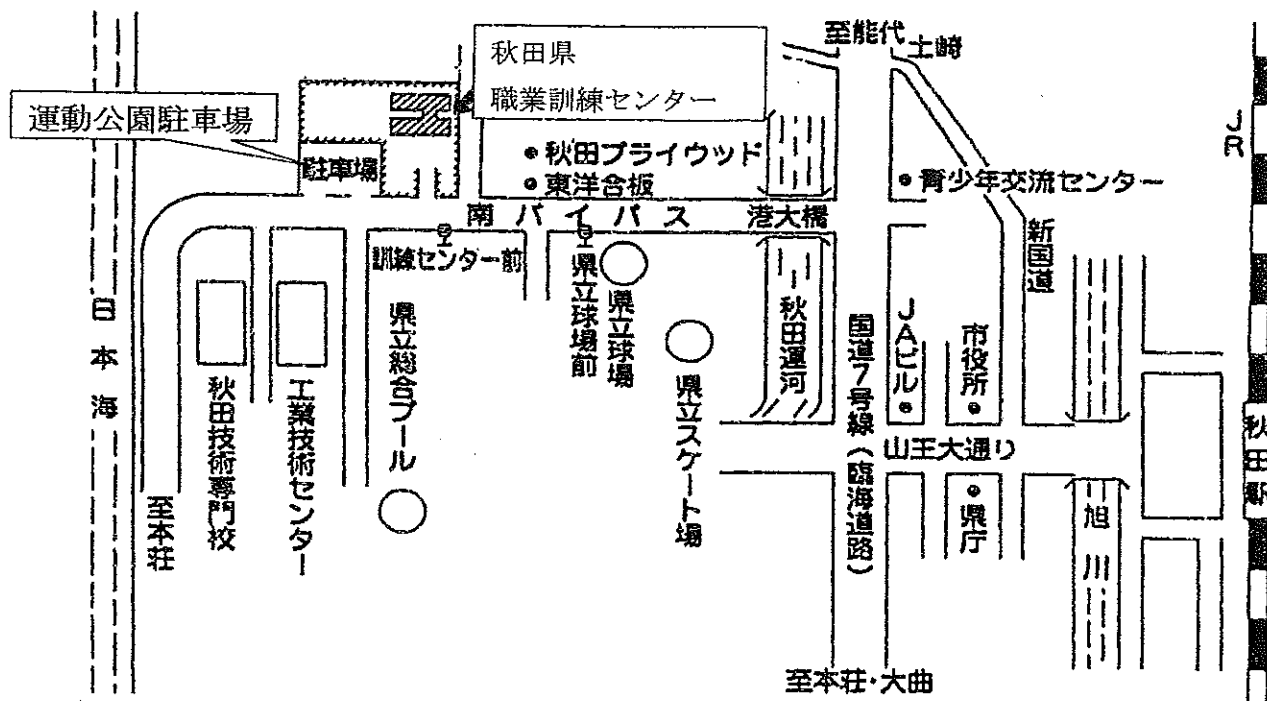 至能代
土崎
秋田県
職業訓練センター
運動公園駐車場
駐車場
秋田プライウッド
東洋合板
青少年交流センター
南バイパス
港大橋
新国道
JR
訓練センター前
県立球場前
県立球場
県立総合プール
県立スケート場
秋田運河
国道7号線(臨海道路)
JAビル
市役所
日本海
秋田技術専門校
工業技術センター
山王大通り
県庁
旭川
秋田駅
至本荘
至本荘・大曲